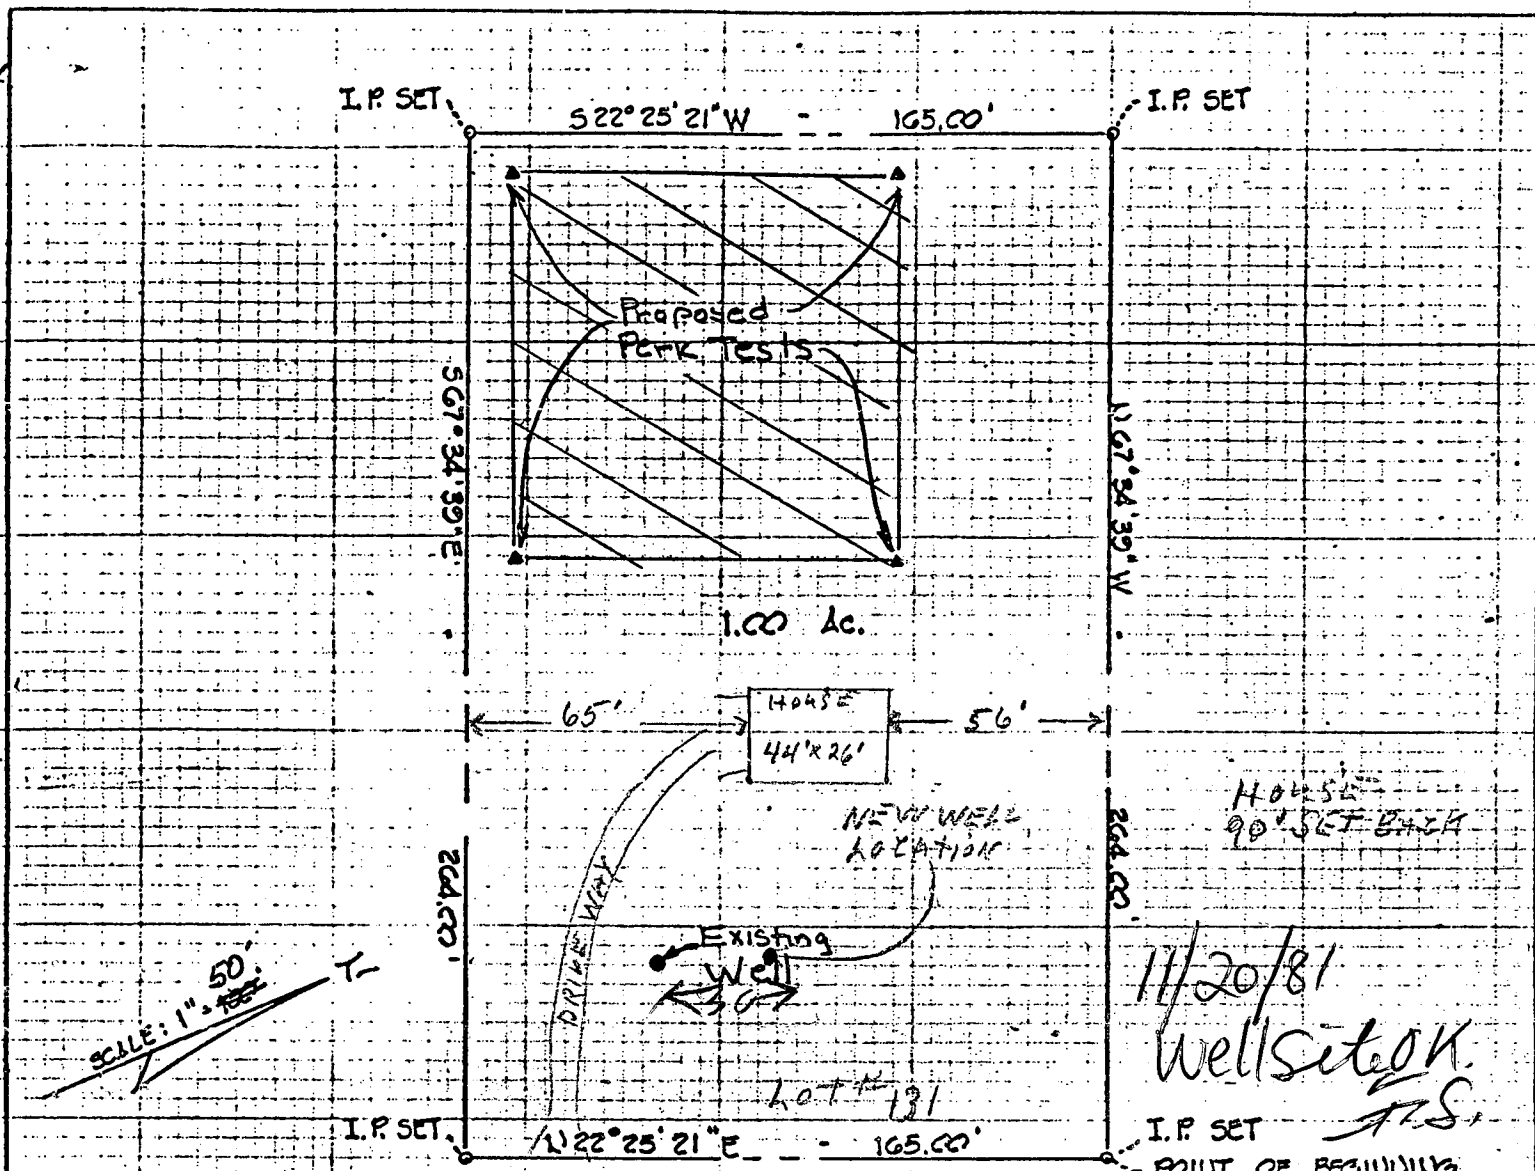 I.P. SET
S 22° 25' 21" W - 165.00'
I.P. SET
Proposed
Perk Tests
S 67° 34' 39" E
N 67° 34' 39" W
1.00 Ac.
65'
HOUSE
44' x 26'
56'
HOUSE
90' SET BACK
NEW WELL
LOCATION
264.00'
264.00'
DRIVE WAY
Existing
Well
50.
SCALE: 1" =
11/20/81
Well Site OK.
LOT # 131
I.P. SET
N 22° 25' 21" E - 165.00'
I.P. SET
POINT OF BEGINNING